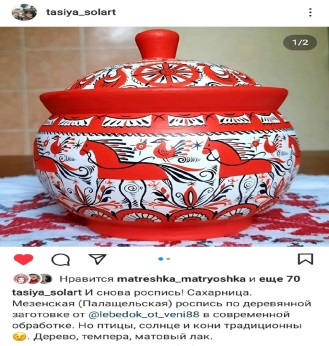 tasiya_solart
1/2
Нравится matreshka_matryoshka и еще 70
tasiya_solart И снова роспись! Сахарница.
Мезенская (Палащельская) роспись по деревянной
заготовке от @lebedok_ot_veni88 в современной
обработке. Но птицы, солнце и кони традиционны
😉. Дерево, темпера, матовый лак.